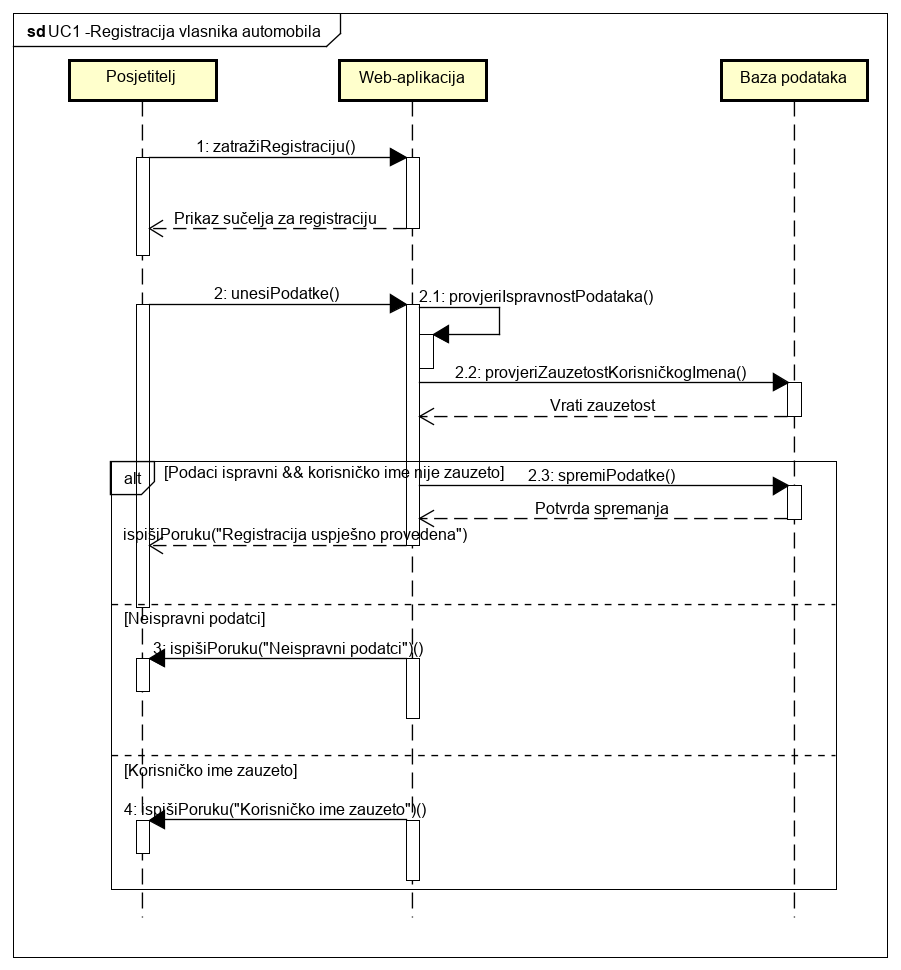 sd UC1 -Registracija vlasnika automobila
Posjetitelj
Web-aplikacija
Baza podataka
1: zatražiRegistraciju()
Prikaz sučelja za registraciju
2: unesiPodatke()
2.1: provjeriIspravnostPodataka()
2.2: provjeriZauzetostKorisničkogImena()
Vrati zauzetost
alt
[Podaci ispravni && korisničko ime nije zauzeto]
2.3: spremiPodatke()
Potvrda spremanja
ispišiPoruku("Registracija uspješno provedena")
[Neispravni podatci]
3: ispišiPoruku("Neispravni podatci")()
[Korisničko ime zauzeto]
4: ispišiPoruku("Korisničko ime zauzeto")()